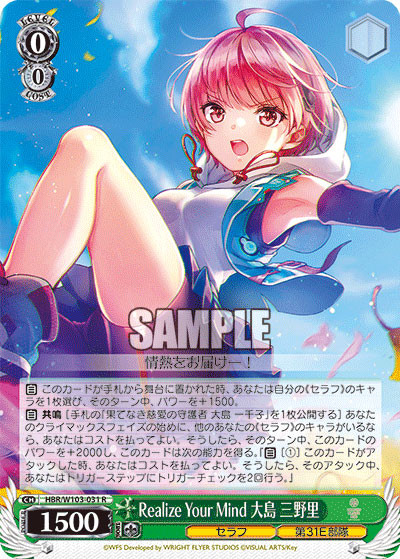 LEVEL
0
0
COST
SAMPLE
情熱をお届けー!
自 このカードが手札から舞台に置かれた時、あなたは自分の《セラフ》のキャ
ラを1枚選び、そのターン中、パワーを+1500。
自 共鳴 [手札の「果てなき慈愛の守護者 大島 一千子」を1枚公開する] あなた
のクライマックスフェイズの始めに、他のあなたの《セラフ》のキャラがいるな
ら、あなたはコストを払ってよい。そうしたら、そのターン中、このカードの
パワーを+2000し、このカードは次の能力を得る。『自 [①] このカードがア
タックした時、あなたはコストを払ってよい。そうしたら、そのアタック中、あ
なたはトリガーステップにトリガーチェックを2回行う。』
Ch
HBR/W103-031 R
1500
Realize Your Mind 大島 三野里
セラフ
第31E部隊
©WFS Developed by WRIGHT FLYER STUDIOS ©VISUAL ARTS/Key